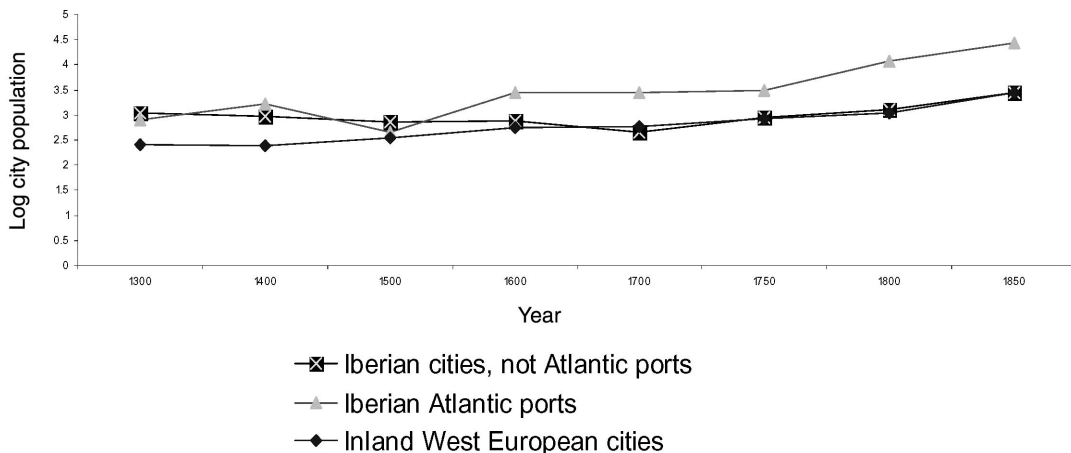 5
4.5
4
3.5
3
2.5
2
1.5
1
0.5
0
Log city population
1300 1400 1500 1600 1700 1750 1800 1850
Year
Iberian cities, not Atlantic ports
Iberian Atlantic ports
Inland West European cities